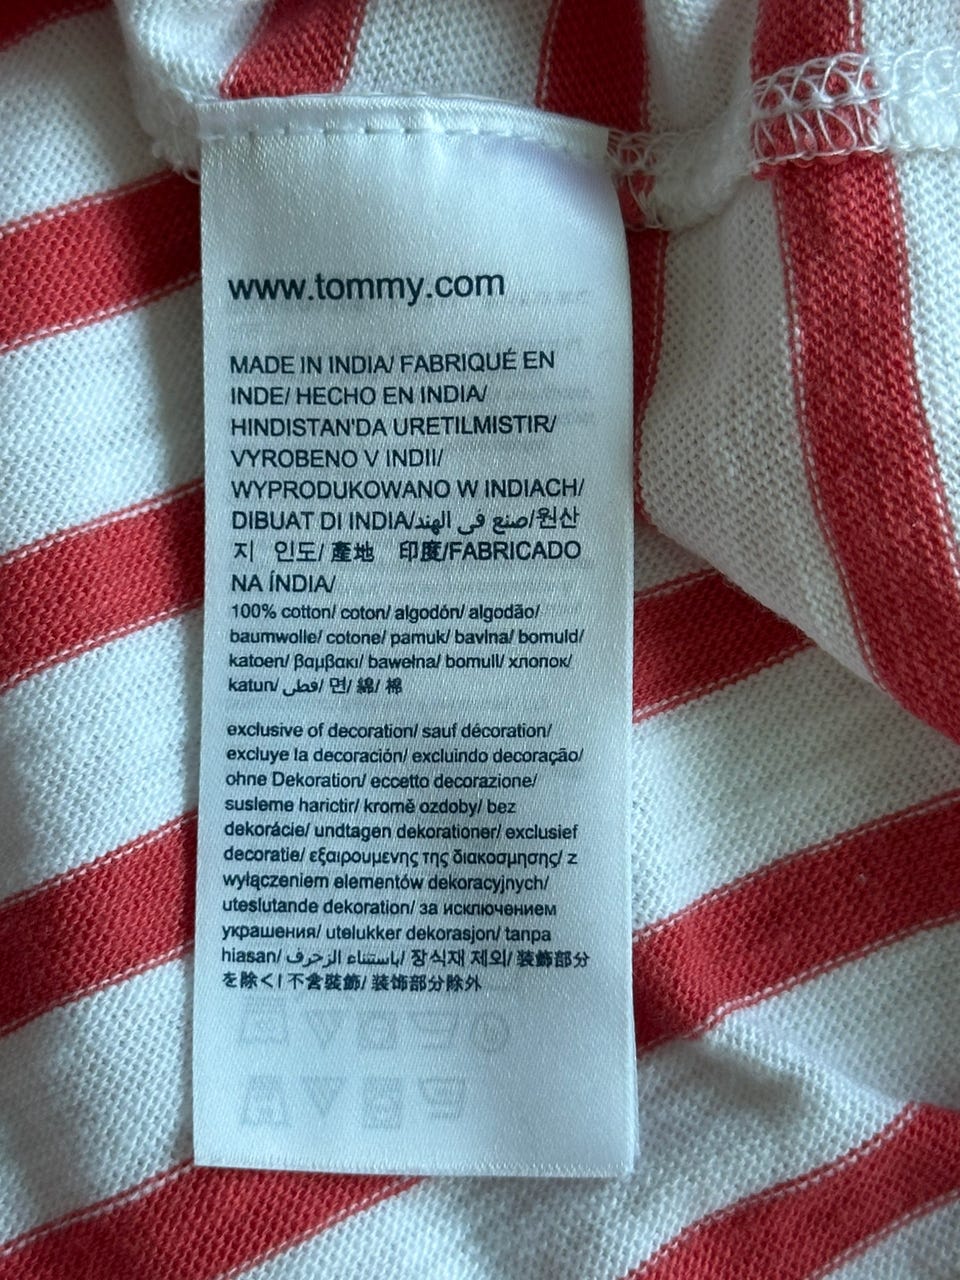 www.tommy.com
MADE IN INDIA/ FABRIQUÉ EN
INDE/ HECHO EN INDIA/
HINDISTAN'DA URETILMISTIR/
VYROBENO V INDII/
WYPRODUKOWANO W INDIACH/
DIBUAT DI INDIA/صنع في الهند/원산
지 인도/ 產地 印度/FABRICADO
NA ÍNDIA/
100% cotton/ coton/ algodón/ algodão/
baumwolle/ cotone/ pamuk/ bavlna/ bomuld/
katoen/ βαμβακι/ bawełna/ bomull/ хлопок/
katun/ قطن/ 면/ 綿/ 棉
exclusive of decoration/ sauf décoration/
excluye la decoración/ excluindo decoração/
ohne Dekoration/ eccetto decorazione/
susleme harictir/ kromě ozdoby/ bez
dekorácie/ undtagen dekorationer/ exclusief
decoratie/ εξαιρουμενης της διακοσμησης/ z
wyłączeniem elementów dekoracyjnych/
uteslutande dekoration/ за исключением
украшения/ utelukker dekorasjon/ tanpa
hiasan/ باستثناء الزخرف/ 장식재 제외/ 装飾部分
を除く/ 不含裝飾/ 装饰部分除外